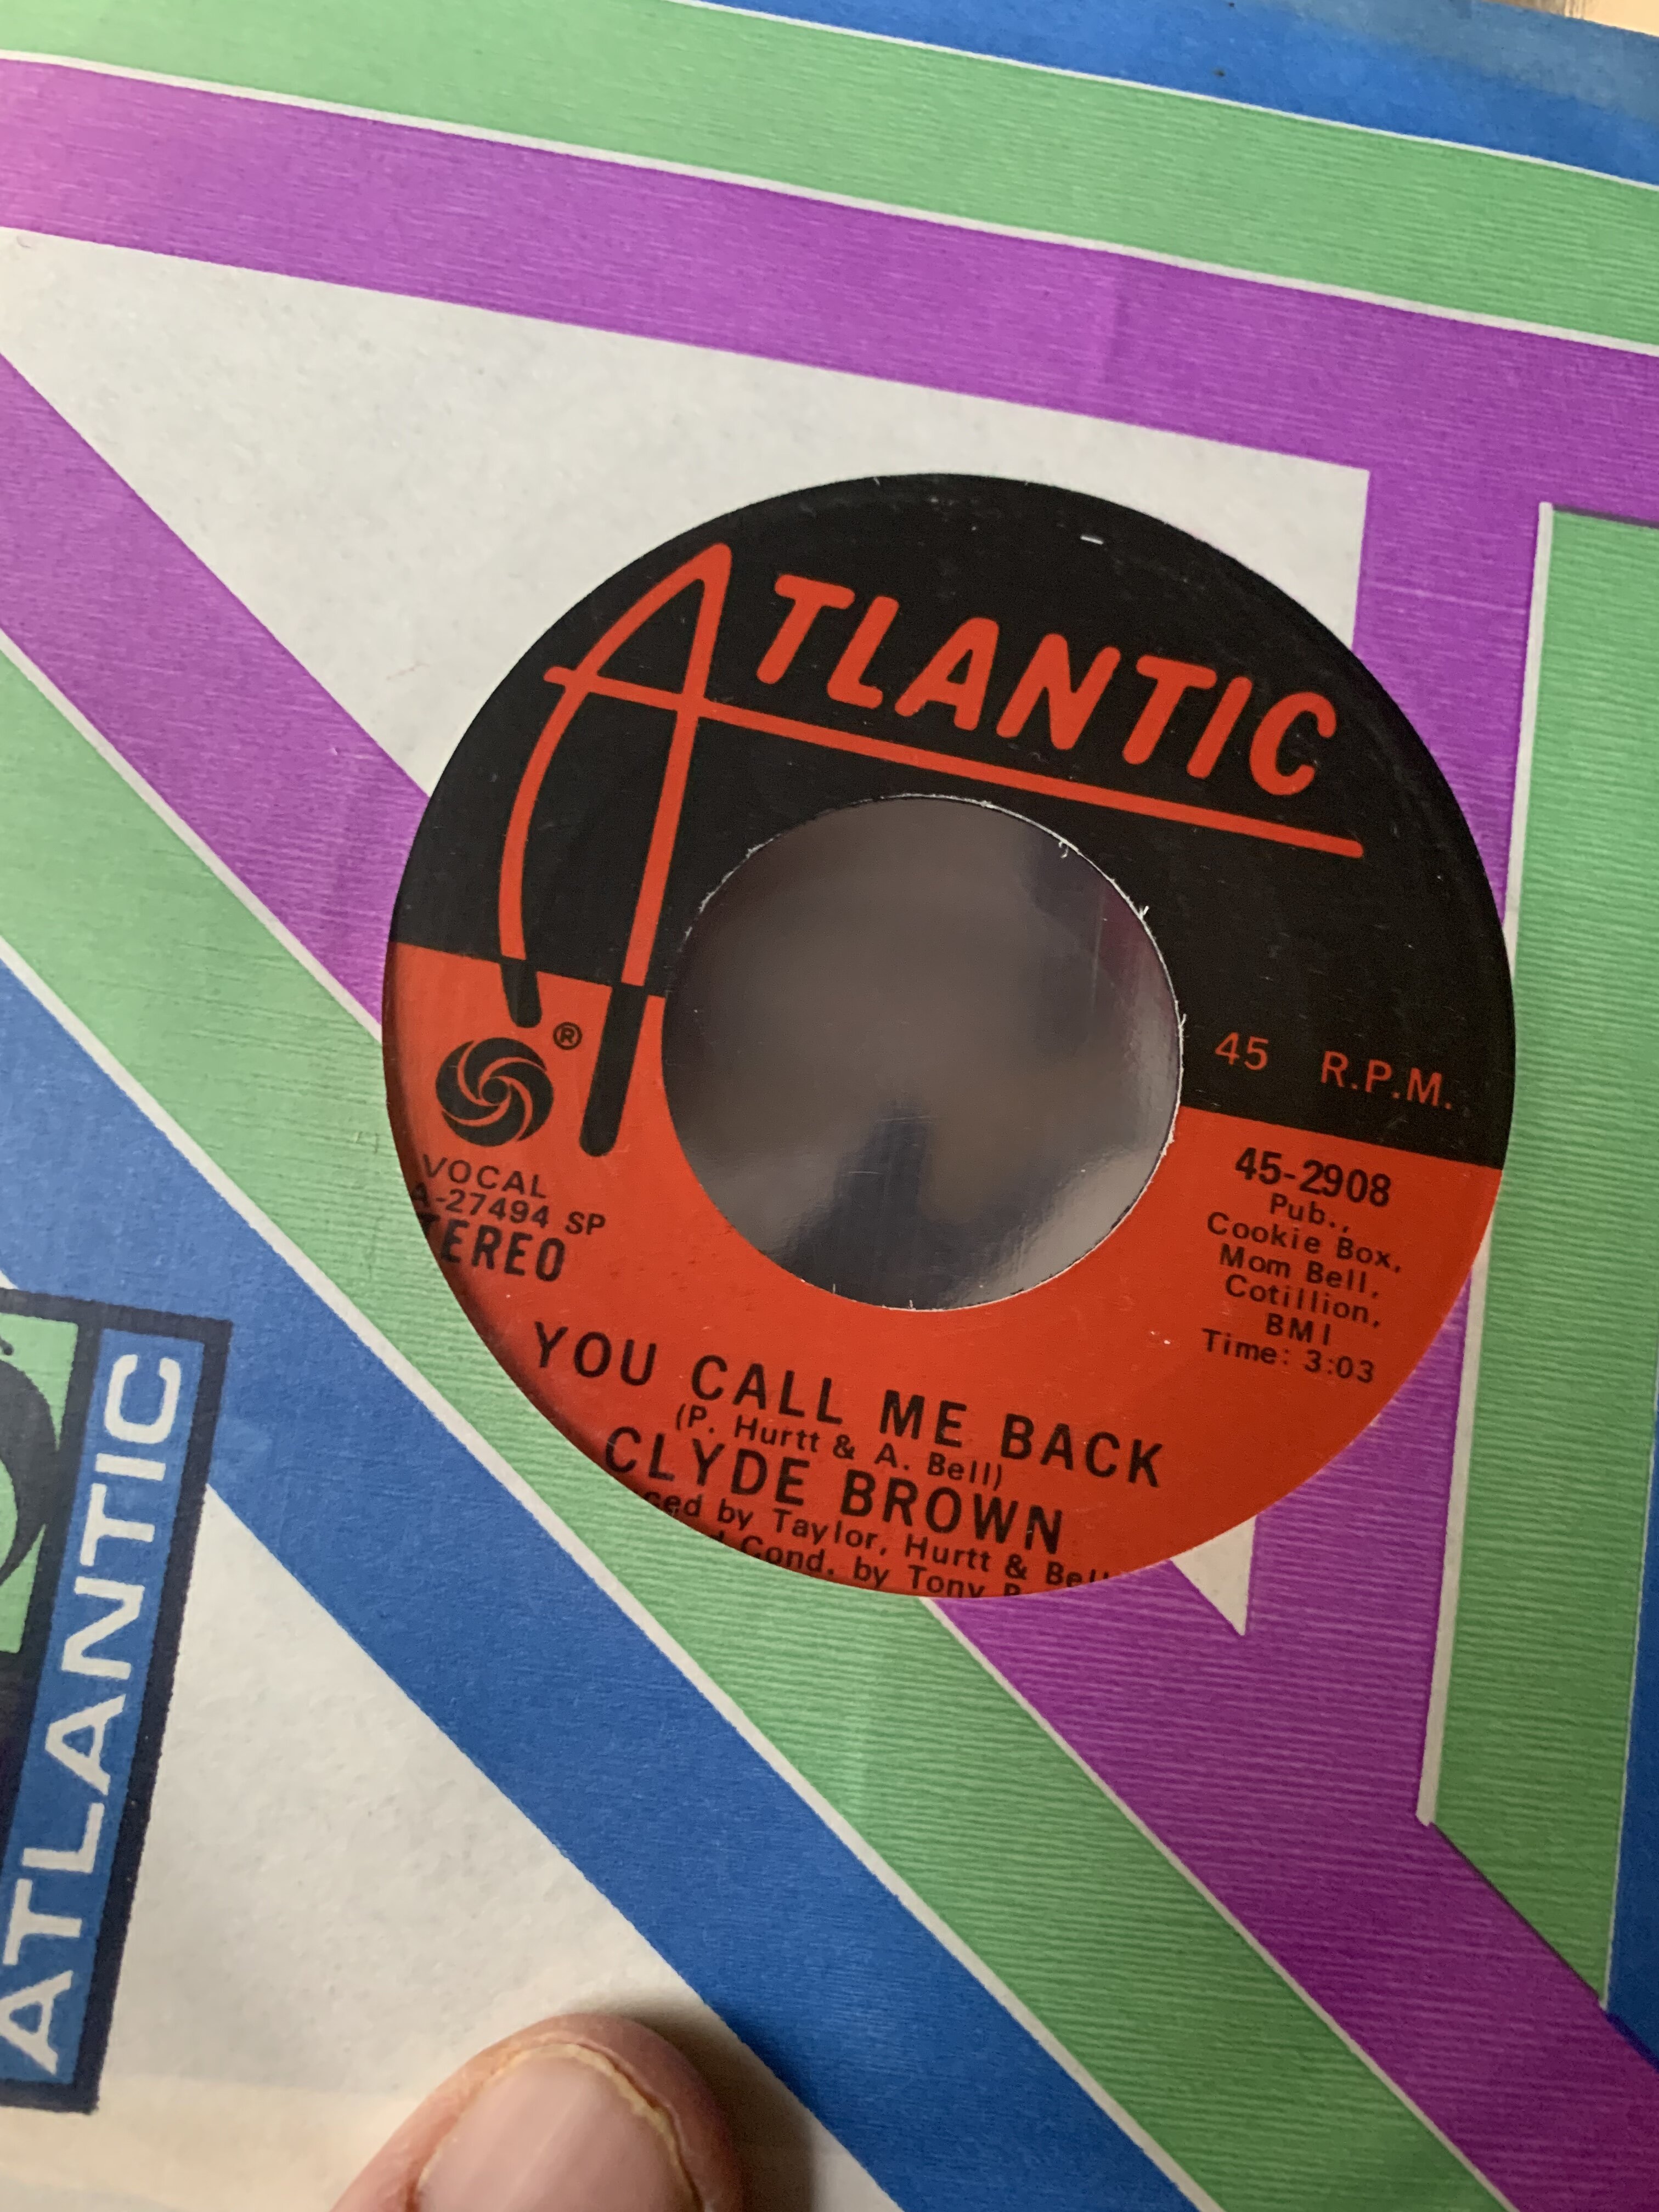 ATLANTIC
45 R.P.M.
®
VOCAL
A-27494 SP
TEREO
45-2908
Pub.,
Cookie Box,
Mom Bell,
Cotillion,
BMI
Time: 3:03
YOU CALL ME BACK
(P. Hurtt & A. Bell)
CLYDE BROWN
ced by Taylor, Hurtt & Bell
Cond. by Tony
ATLANTIC